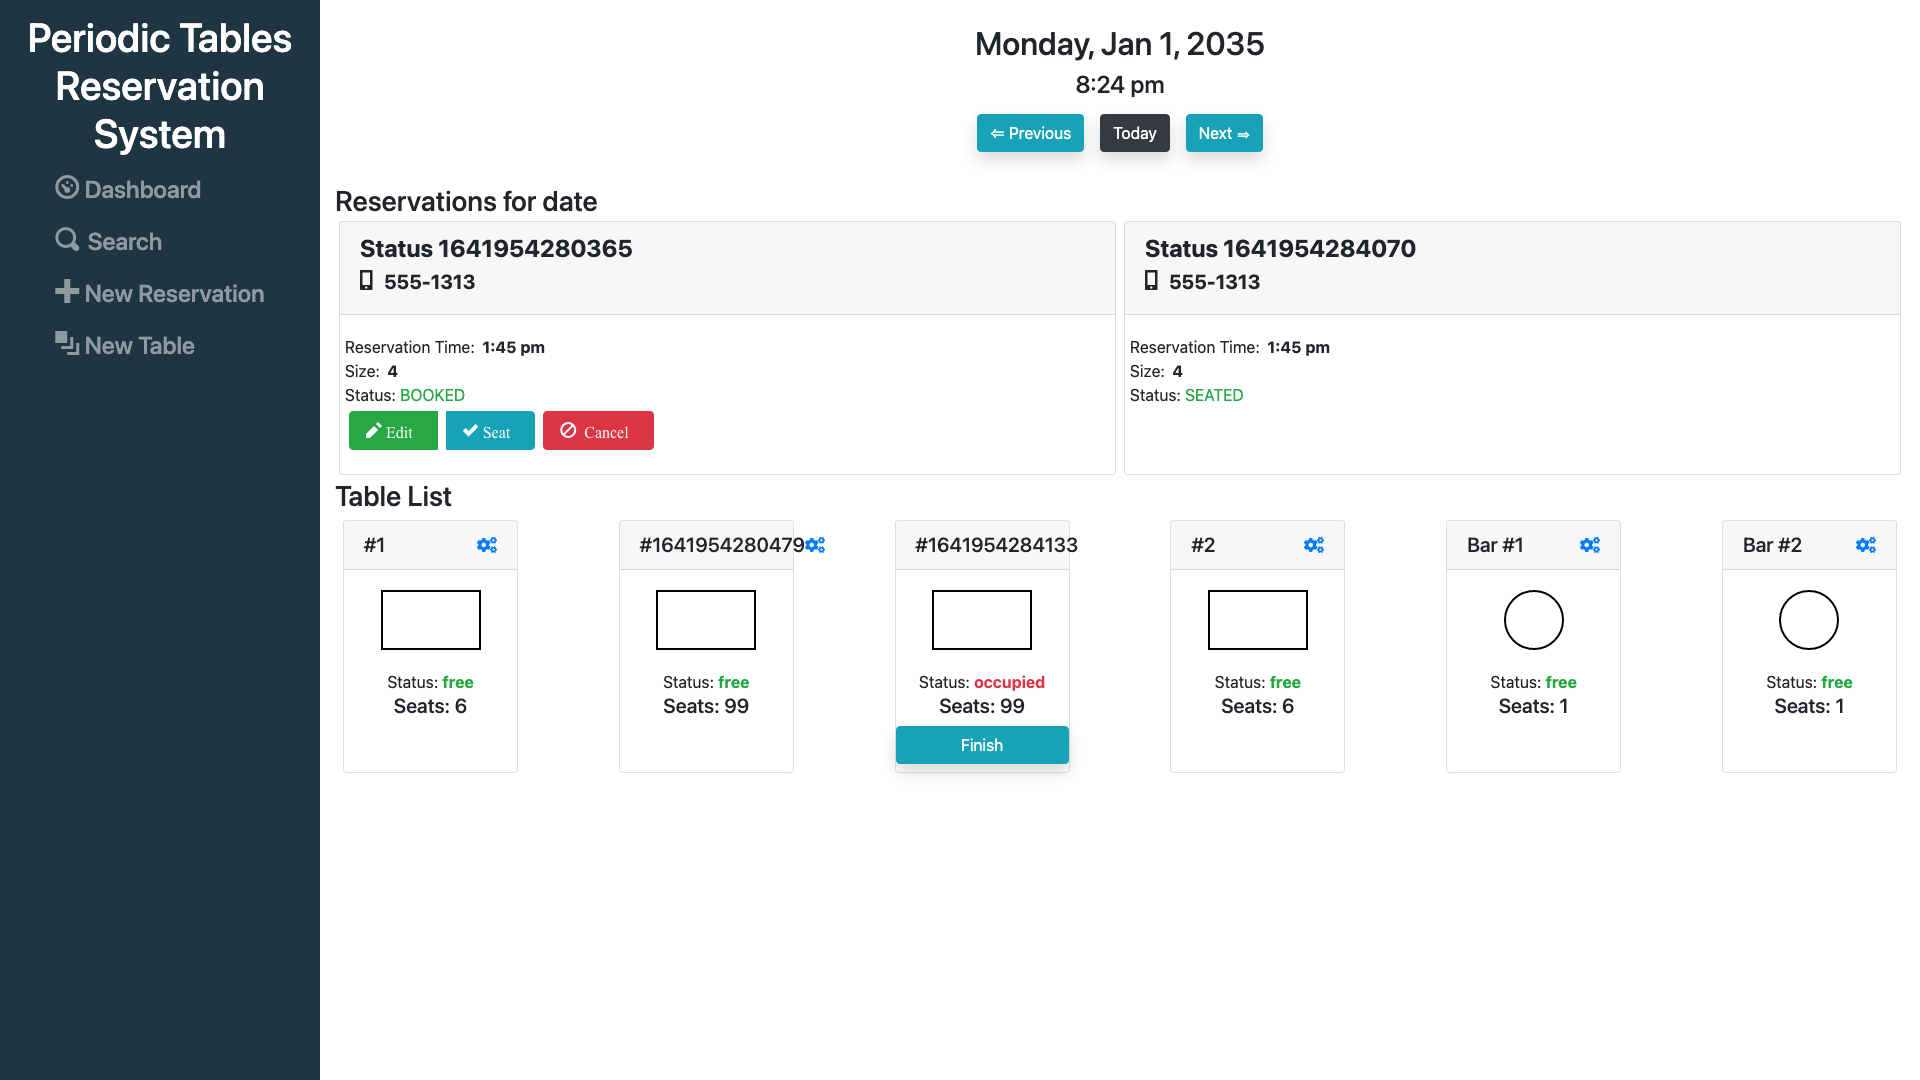 Periodic Tables
Reservation
System
Dashboard
Search
New Reservation
New Table
Monday, Jan 1, 2035
8:24 pm
⇐ Previous
Today
Next ⇒
Reservations for date
Status 1641954280365
555-1313
Reservation Time: 1:45 pm
Size: 4
Status: BOOKED
Edit
Seat
Cancel
Status 1641954284070
555-1313
Reservation Time: 1:45 pm
Size: 4
Status: SEATED
Table List
#1
Status: free
Seats: 6
#1641954280479
Status: free
Seats: 99
#1641954284133
Status: occupied
Seats: 99
Finish
#2
Status: free
Seats: 6
Bar #1
Status: free
Seats: 1
Bar #2
Status: free
Seats: 1